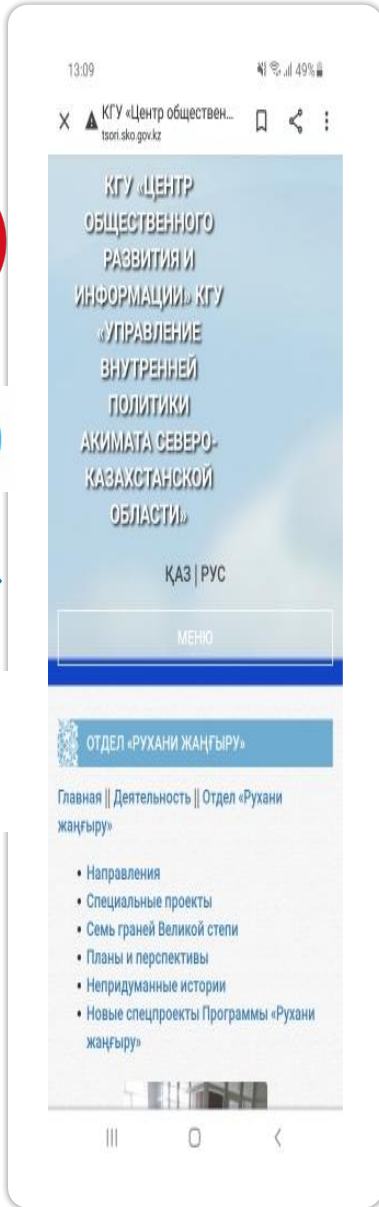 13:09 49%
КГУ «Центр обществен...
tsori.sko.gov.kz
КГУ «ЦЕНТР
ОБЩЕСТВЕННОГО
РАЗВИТИЯ И
ИНФОРМАЦИИ» КГУ
«УПРАВЛЕНИЕ
ВНУТРЕННЕЙ
ПОЛИТИКИ
АКИМАТА СЕВЕРО-
КАЗАХСТАНСКОЙ
ОБЛАСТИ»
ҚАЗ | РУС
МЕНЮ
ОТДЕЛ «РУХАНИ ЖАҢҒЫРУ»
Главная || Деятельность || Отдел «Рухани
жаңғыру»
• Направления
• Специальные проекты
• Семь граней Великой степи
• Планы и перспективы
• Непридуманные истории
• Новые спецпроекты Программы «Рухани
жаңғыру»